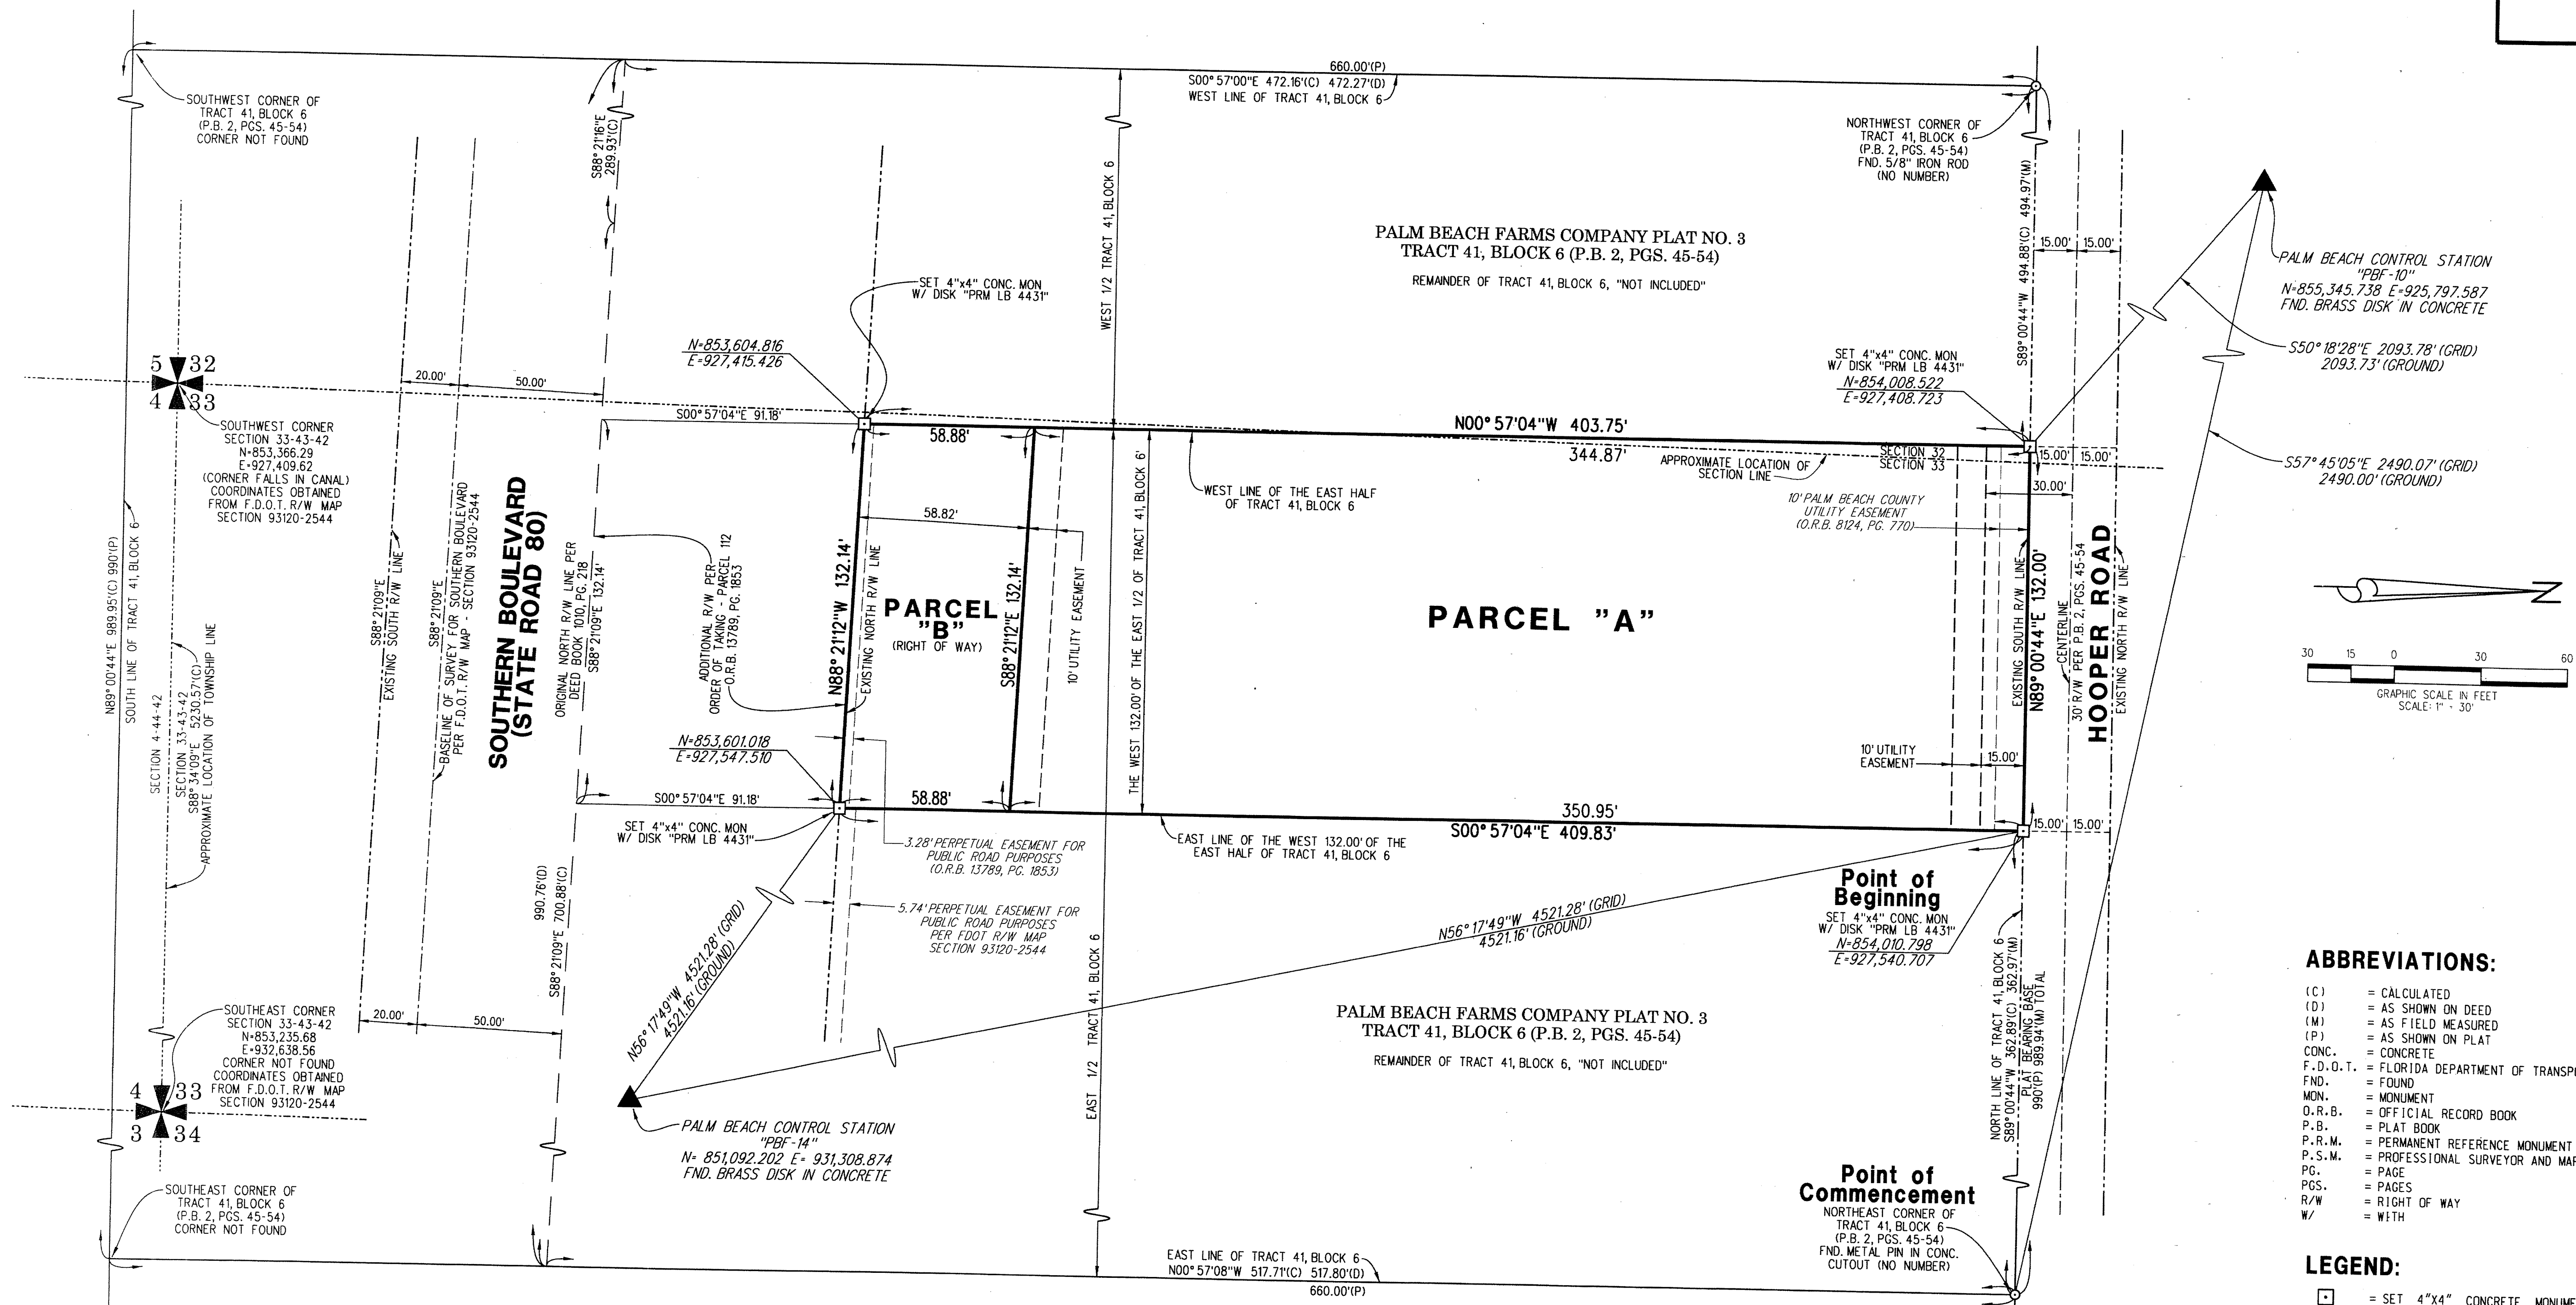 660.00'(P)
S00°57'00"E 472.16'(C) 472.27'(D)
WEST LINE OF TRACT 41, BLOCK 6
SOUTHWEST CORNER OF
TRACT 41, BLOCK 6
(P.B. 2, PGS. 45-54)
CORNER NOT FOUND
S88°21'16"E
289.93'(C)
WEST 1/2 TRACT 41, BLOCK 6
NORTHWEST CORNER OF
TRACT 41, BLOCK 6
(P.B. 2, PGS. 45-54)
FND. 5/8" IRON ROD
(NO NUMBER)
S89°00'44"W 494.88'(C) 494.97'(M)
15.00' 15.00'
PALM BEACH FARMS COMPANY PLAT NO. 3
TRACT 41, BLOCK 6 (P.B. 2, PGS. 45-54)
REMAINDER OF TRACT 41, BLOCK 6, "NOT INCLUDED"
PALM BEACH CONTROL STATION
"PBF-10"
N=855,345.738 E=925,797.587
FND. BRASS DISK IN CONCRETE
S50°18'28"E 2093.78' (GRID)
2093.73' (GROUND)
S57°45'05"E 2490.07' (GRID)
2490.00' (GROUND)
SET 4"x4" CONC. MON
W/ DISK "PRM LB 4431"
N=853,604.816
E=927,415.426
SET 4"x4" CONC. MON
W/ DISK "PRM LB 4431"
N=854,008.522
E=927,408.723
5 32
4 33
20.00' 50.00'
SOUTHWEST CORNER
SECTION 33-43-42
N=853,366.29
E=927,409.62
(CORNER FALLS IN CANAL)
COORDINATES OBTAINED
FROM F.D.O.T. R/W MAP
SECTION 93120-2544
S00°57'04"E 91.18'
58.88'
N00°57'04"W 403.75'
344.87'
APPROXIMATE LOCATION OF
SECTION LINE
SECTION 32
SECTION 33
15.00' 15.00'
30.00'
WEST LINE OF THE EAST HALF
OF TRACT 41, BLOCK 6
10' PALM BEACH COUNTY
UTILITY EASEMENT
(O.R.B. 8124, PG. 770)
N89°00'44"E 989.95'(C) 990'(P)
SOUTH LINE OF TRACT 41, BLOCK 6
SECTION 4-44-42
SECTION 33-43-42
S88°34'09"E 5230.57'(C)
APPROXIMATE LOCATION OF TOWNSHIP LINE
S88°21'09"E
EXISTING SOUTH R/W LINE
S88°21'09"E
BASELINE OF SURVEY FOR SOUTHERN BOULEVARD
PER F.D.O.T. R/W MAP - SECTION 93120-2544
SOUTHERN BOULEVARD
(STATE ROAD 80)
ORIGINAL NORTH R/W LINE PER
DEED BOOK 1010, PG. 218
S88°21'09"E 132.14'
ADDITIONAL R/W PER
ORDER OF TAKING - PARCEL 112
O.R.B. 13789, PG. 1853
N88°21'12"W 132.14'
EXISTING NORTH R/W LINE
58.82'
PARCEL
"B"
(RIGHT OF WAY)
S88°21'12"E 132.14'
10' UTILITY EASEMENT
THE WEST 132.00' OF THE EAST 1/2 OF TRACT 41, BLOCK 6'
PARCEL "A"
EXISTING SOUTH R/W LINE
N89°00'44"E 132.00'
CENTERLINE
30' R/W PER P.B. 2, PGS. 45-54
HOOPER ROAD
EXISTING NORTH R/W LINE
N
30 15 0 30 60
GRAPHIC SCALE IN FEET
SCALE: 1" = 30'
N=853,601.018
E=927,547.510
10' UTILITY
EASEMENT
15.00'
S00°57'04"E 91.18'
58.88'
350.95'
S00°57'04"E 409.83'
15.00' 15.00'
SET 4"x4" CONC. MON
W/ DISK "PRM LB 4431"
3.28' PERPETUAL EASEMENT FOR
PUBLIC ROAD PURPOSES
(O.R.B. 13789, PG. 1853)
EAST LINE OF THE WEST 132.00' OF THE
EAST HALF OF TRACT 41, BLOCK 6
5.74' PERPETUAL EASEMENT FOR
PUBLIC ROAD PURPOSES
PER FDOT R/W MAP
SECTION 93120-2544
990.76'(D)
S88°21'09"E 700.88'(C)
N56°17'49"W 4521.28' (GRID)
4521.16' (GROUND)
N56°17'49"W 4521.28' (GRID)
4521.16' (GROUND)
Point of
Beginning
SET 4"x4" CONC. MON
W/ DISK "PRM LB 4431"
N=854,010.798
E=927,540.707
EAST 1/2 TRACT 41, BLOCK 6
NORTH LINE OF TRACT 41, BLOCK 6
S89°00'44"W 362.89'(C) 362.97'(M)
PLAT BEARING BASE
990'(P) 989.94'(M) TOTAL
SOUTHEAST CORNER
SECTION 33-43-42
N=853,235.68
E=932,638.56
CORNER NOT FOUND
COORDINATES OBTAINED
FROM F.D.O.T. R/W MAP
SECTION 93120-2544
20.00' 50.00'
4 33
3 34
PALM BEACH CONTROL STATION
"PBF-14"
N= 851,092.202 E= 931,308.874
FND. BRASS DISK IN CONCRETE
PALM BEACH FARMS COMPANY PLAT NO. 3
TRACT 41, BLOCK 6 (P.B. 2, PGS. 45-54)
REMAINDER OF TRACT 41, BLOCK 6, "NOT INCLUDED"
SOUTHEAST CORNER OF
TRACT 41, BLOCK 6
(P.B. 2, PGS. 45-54)
CORNER NOT FOUND
Point of
Commencement
NORTHEAST CORNER OF
TRACT 41, BLOCK 6
(P.B. 2, PGS. 45-54)
FND. METAL PIN IN CONC.
CUTOUT (NO NUMBER)
EAST LINE OF TRACT 41, BLOCK 6
N00°57'08"W 517.71'(C) 517.80'(D)
660.00'(P)
ABBREVIATIONS:
(C) = CALCULATED
(D) = AS SHOWN ON DEED
(M) = AS FIELD MEASURED
(P) = AS SHOWN ON PLAT
CONC. = CONCRETE
F.D.O.T. = FLORIDA DEPARTMENT OF
FND. = FOUND
MON. = MONUMENT
O.R.B. = OFFICIAL RECORD BOOK
P.B. = PLAT BOOK
P.R.M. = PERMANENT REFERENCE MONUMENT
P.S.M. = PROFESSIONAL SURVEYOR AND
PG. = PAGE
PGS. = PAGES
R/W = RIGHT OF WAY
W/ = WITH
LEGEND:
= SET 4"X4" CONCRETE